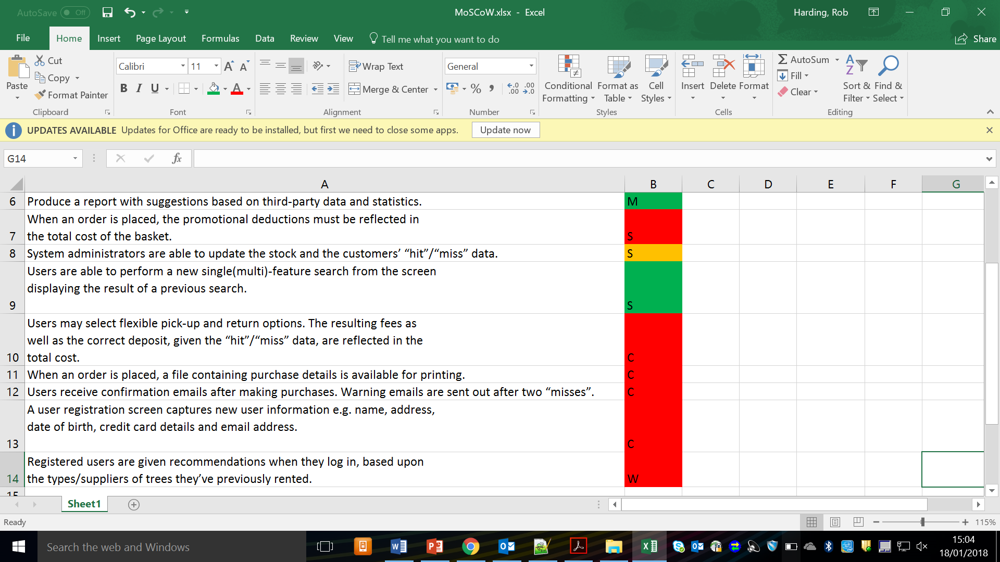 AutoSave Off
MoSCoW.xlsx - Excel
Harding, Rob
File Home Insert Page Layout Formulas Data Review View Tell me what you want to do Share
Cut
Copy
Format Painter
Paste
Clipboard
Calibri 11
B I U
Font
Wrap Text
Merge & Center
Alignment
General
% , .00 .0 .00 .0
Number
Conditional Formatting
Format as Table
Cell Styles
Styles
Insert Delete Format
Cells
AutoSum
Fill
Clear
Sort & Filter
Find & Select
Editing
UPDATES AVAILABLE Updates for Office are ready to be installed, but first we need to close some apps. Update now
G14 fx
A B C D E F G
6 Produce a report with suggestions based on third-party data and statistics. M
When an order is placed, the promotional deductions must be reflected in
7 the total cost of the basket. S
8 System administrators are able to update the stock and the customers’ “hit”/“miss” data. S
Users are able to perform a new single(multi)-feature search from the screen
displaying the result of a previous search.
9 S
Users may select flexible pick-up and return options. The resulting fees as
well as the correct deposit, given the “hit”/“miss” data, are reflected in the
10 total cost. C
11 When an order is placed, a file containing purchase details is available for printing. C
12 Users receive confirmation emails after making purchases. Warning emails are sent out after two “misses”. C
A user registration screen captures new user information e.g. name, address,
date of birth, credit card details and email address.
13 C
Registered users are given recommendations when they log in, based upon
14 the types/suppliers of trees they’ve previously rented. W
15
Sheet1
Ready
115%
Search the web and Windows
15:04
18/01/2018